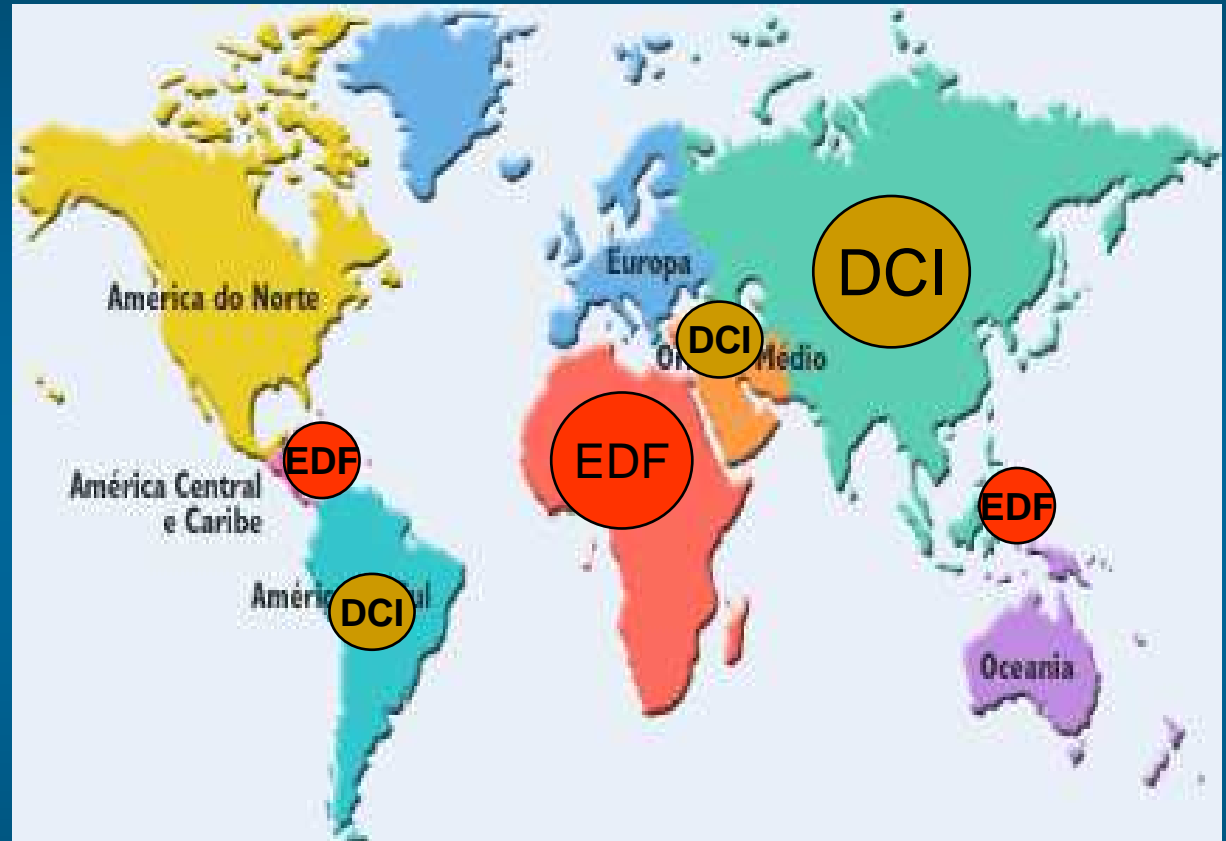 Europa
DCI
América do Norte
DCI
Médio
EDF
EDF
América Central
e Caribe
EDF
DCI
Oceania